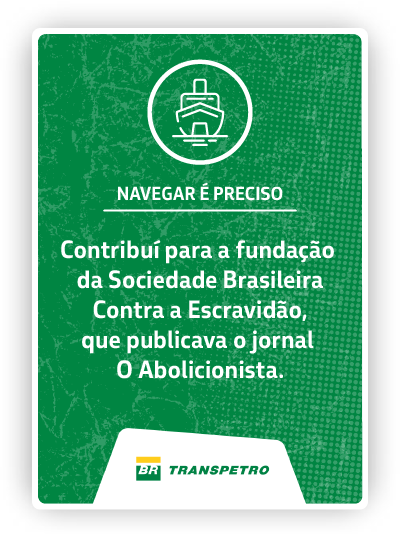 NAVEGAR É PRECISO
Contribuí para a fundação
da Sociedade Brasileira
Contra a Escravidão,
que publicava o jornal
O Abolicionista.
BR TRANSPETRO